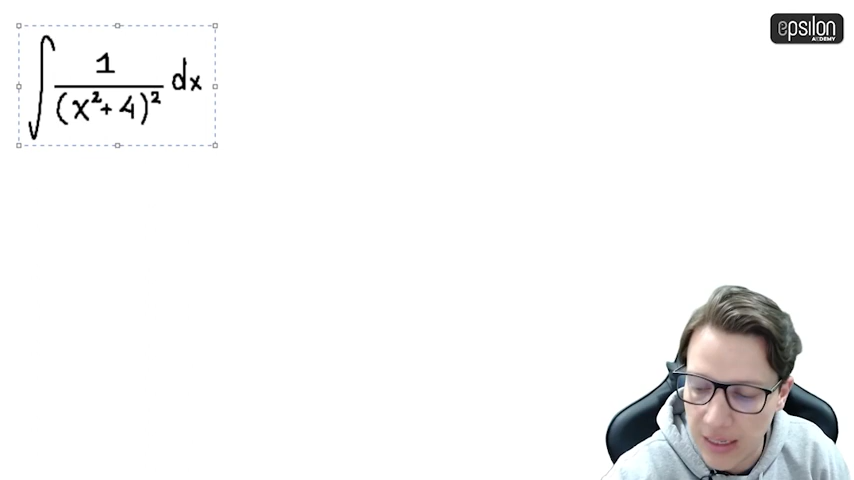 epsilon
ACADEMY
∫ 1/(x²+4)² dx